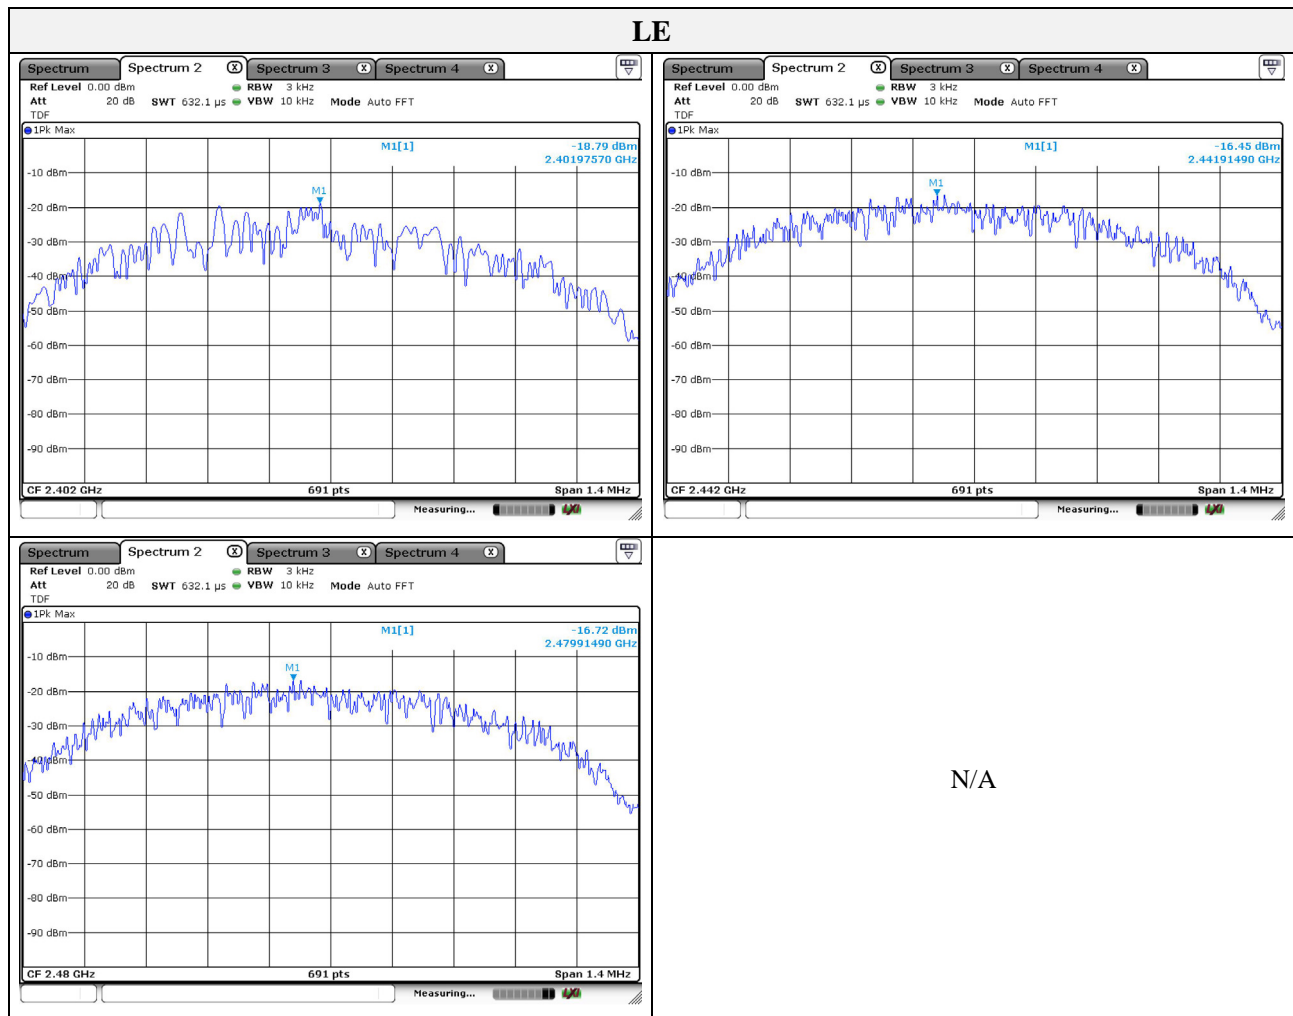 LE
Spectrum Spectrum 2 X Spectrum 3 X Spectrum 4 X
Ref Level 0.00 dBm RBW 3 kHz
Att 20 dB SWT 632.1 µs VBW 10 kHz Mode Auto FFT
TDF
1Pk Max
M1[1] -18.79 dBm
2.40197570 GHz
-10 dBm
M1
-20 dBm
-30 dBm
-40 dBm
-50 dBm
-60 dBm
-70 dBm
-80 dBm
-90 dBm
CF 2.402 GHz 691 pts Span 1.4 MHz
Measuring...
Spectrum Spectrum 2 X Spectrum 3 X Spectrum 4 X
Ref Level 0.00 dBm RBW 3 kHz
Att 20 dB SWT 632.1 µs VBW 10 kHz Mode Auto FFT
TDF
1Pk Max
M1[1] -16.45 dBm
2.44191490 GHz
-10 dBm
M1
-20 dBm
-30 dBm
-40 dBm
-50 dBm
-60 dBm
-70 dBm
-80 dBm
-90 dBm
CF 2.442 GHz 691 pts Span 1.4 MHz
Measuring...
Spectrum Spectrum 2 X Spectrum 3 X Spectrum 4 X
Ref Level 0.00 dBm RBW 3 kHz
Att 20 dB SWT 632.1 µs VBW 10 kHz Mode Auto FFT
TDF
1Pk Max
M1[1] -16.72 dBm
2.47991490 GHz
-10 dBm
M1
-20 dBm
-30 dBm
-40 dBm
-50 dBm
-60 dBm
-70 dBm
-80 dBm
-90 dBm
CF 2.48 GHz 691 pts Span 1.4 MHz
Measuring...
N/A